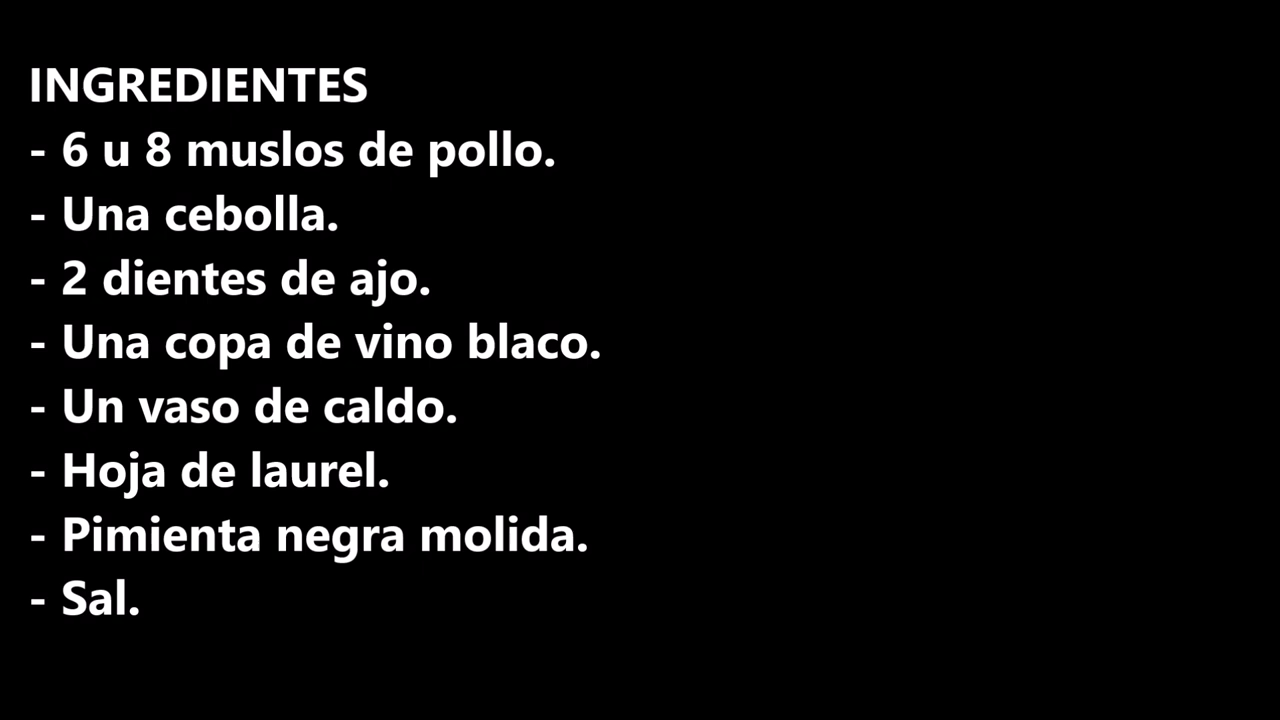 INGREDIENTES
- 6 u 8 muslos de pollo.
- Una cebolla.
- 2 dientes de ajo.
- Una copa de vino blaco.
- Un vaso de caldo.
- Hoja de laurel.
- Pimienta negra molida.
- Sal.